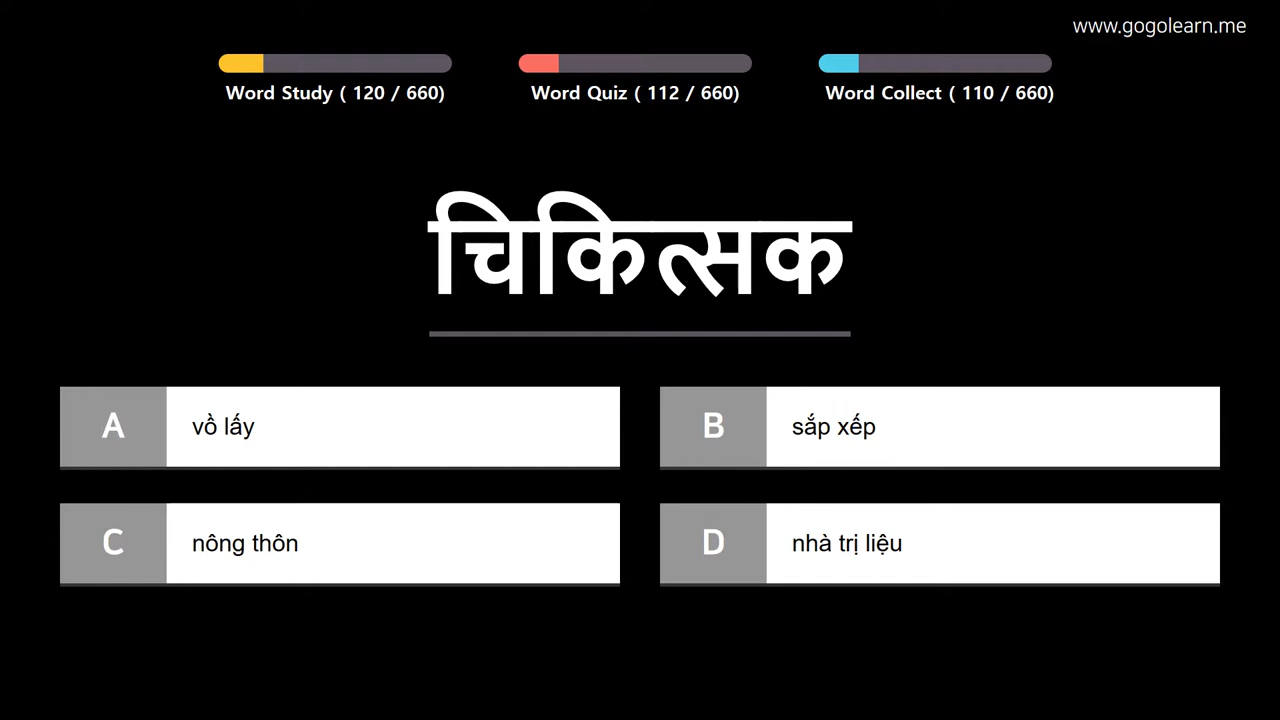 www.gogolearn.me
Word Study ( 120 / 660)
Word Quiz ( 112 / 660)
Word Collect ( 110 / 660)
चिकित्सक
A
vồ lấy
B
sắp xếp
C
nông thôn
D
nhà trị liệu